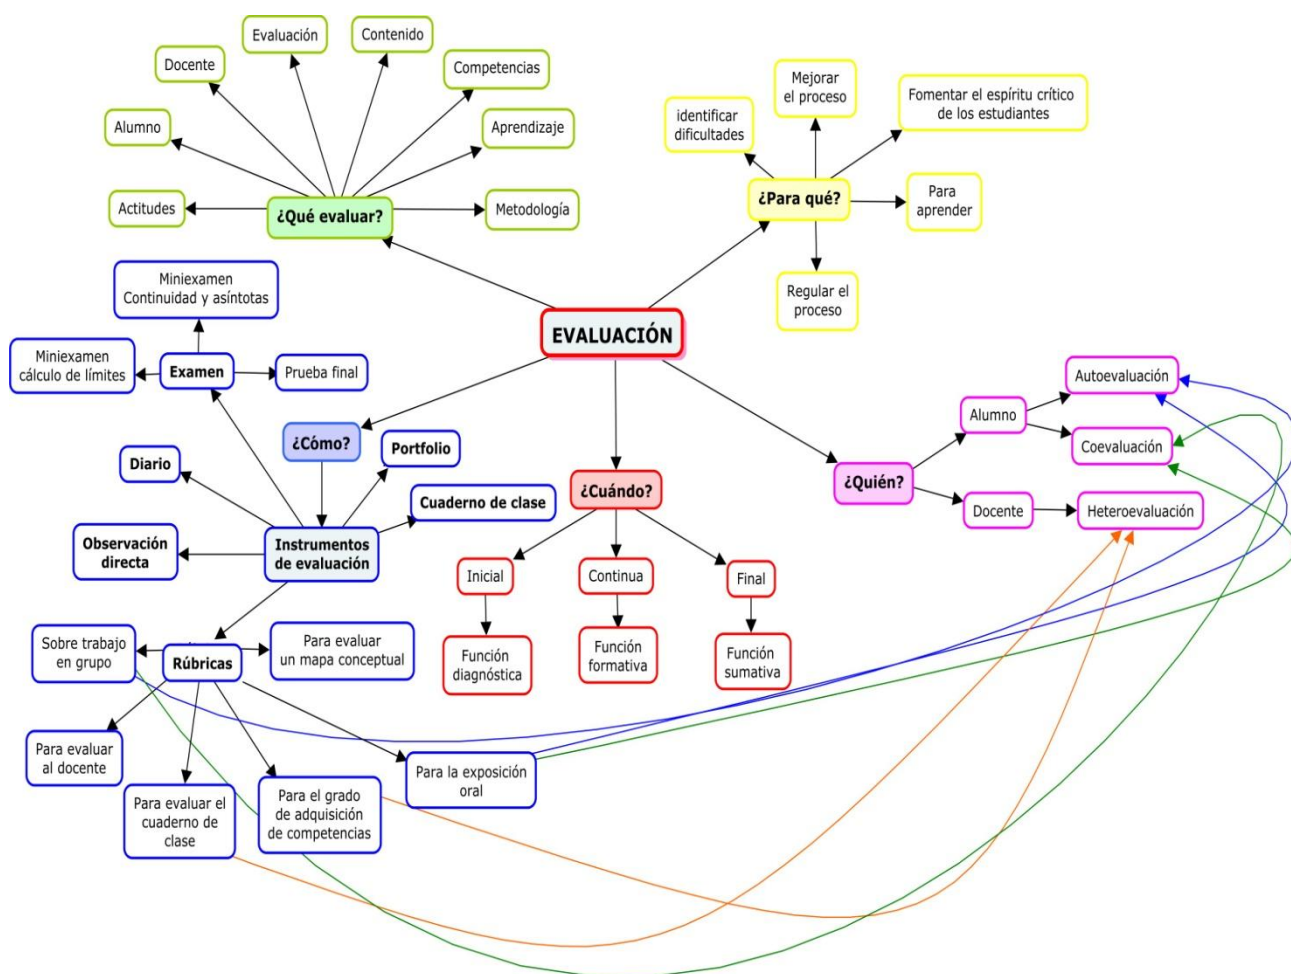 Evaluación
Contenido
Docente
Competencias
Alumno
Aprendizaje
Actitudes
¿Qué evaluar?
Metodología
Mejorar
el proceso
identificar
dificultades
Fomentar el espíritu crítico
de los estudiantes
¿Para qué?
Para
aprender
Regular el
proceso
EVALUACIÓN
Miniexamen
Continuidad y asíntotas
Miniexamen
cálculo de límites
Examen
Prueba final
¿Cómo?
Diario
Portfolio
Cuaderno de clase
Observación
directa
Instrumentos
de evaluación
¿Cuándo?
Inicial
Continua
Final
Función
diagnóstica
Función
formativa
Función
sumativa
¿Quién?
Alumno
Autoevaluación
Coevaluación
Docente
Heteroevaluación
Sobre trabajo
en grupo
Rúbricas
Para evaluar
un mapa conceptual
Para evaluar
al docente
Para evaluar el
cuaderno de
clase
Para el grado
de adquisición
de competencias
Para la exposición
oral